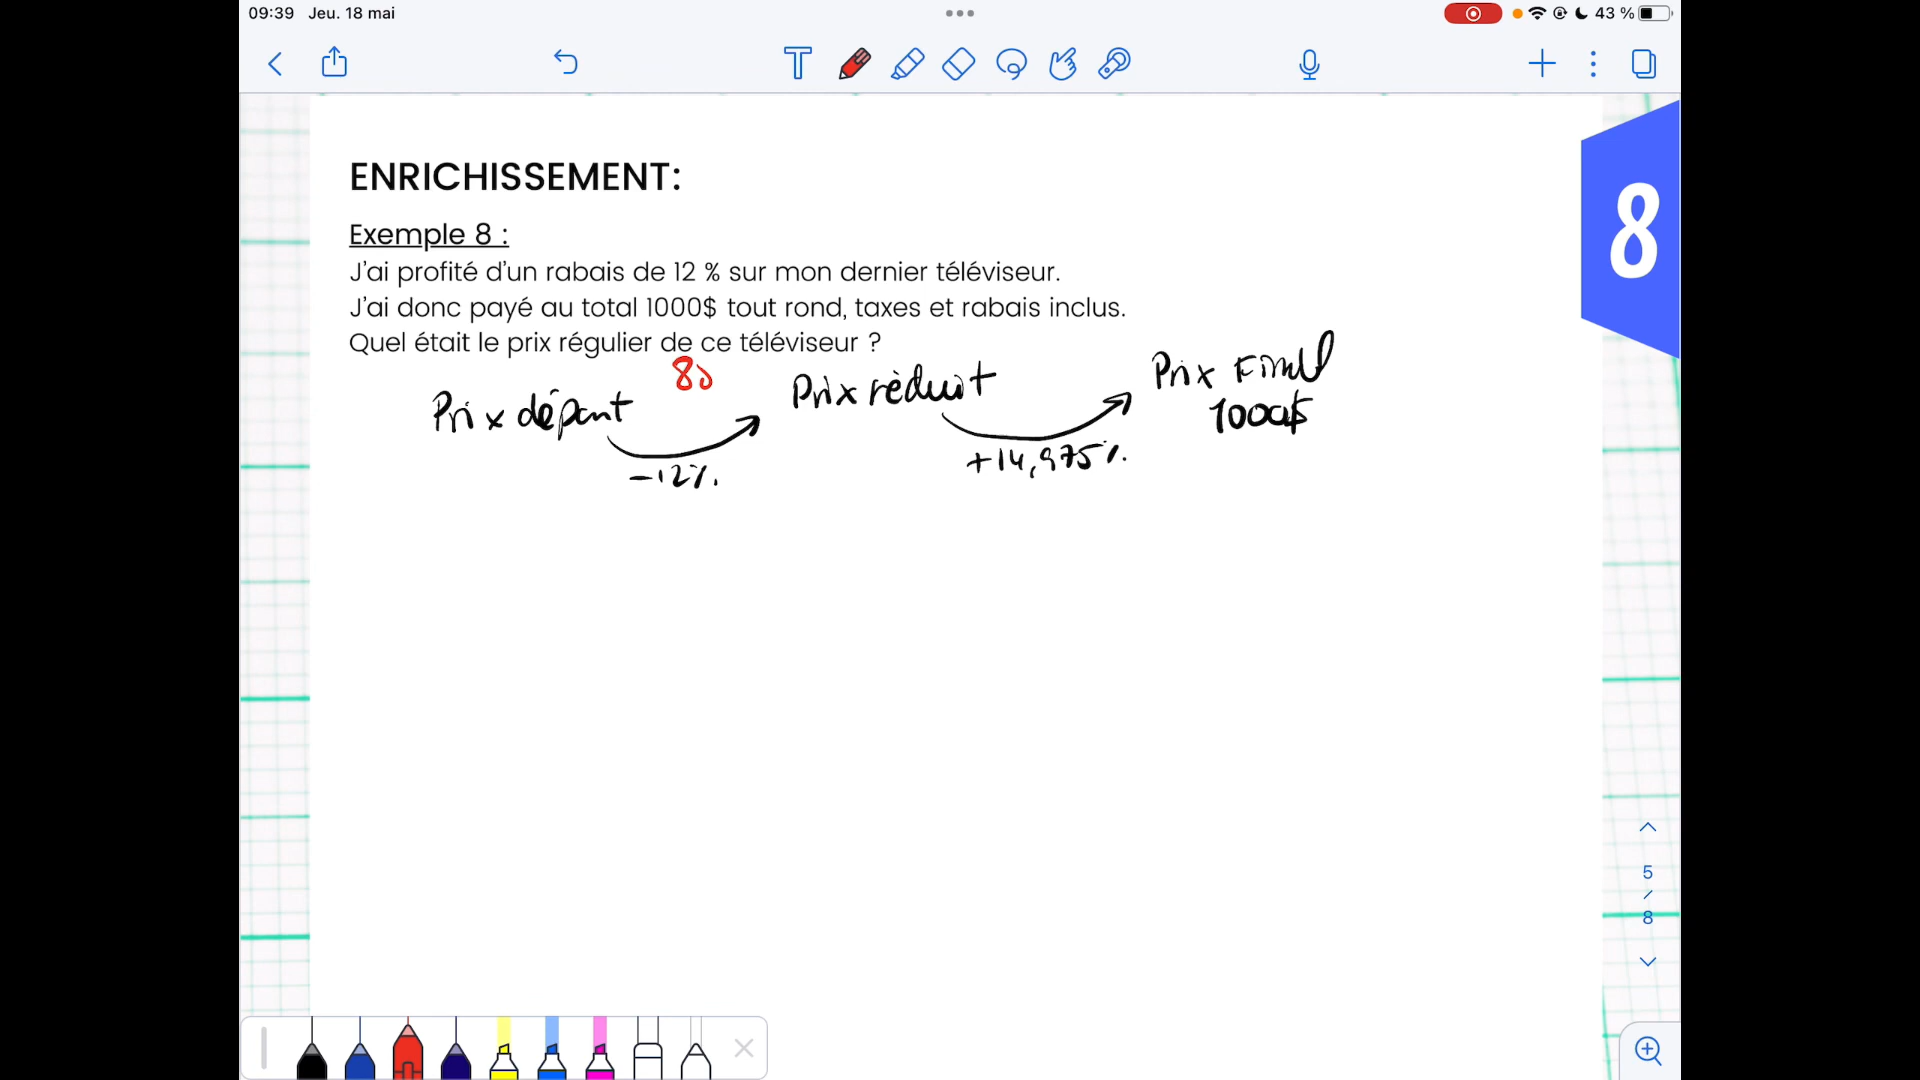 09:39 Jeu. 18 mai
43 %
ENRICHISSEMENT:
8
Exemple 8 :
J'ai profité d'un rabais de 12 % sur mon dernier téléviseur.
J'ai donc payé au total 1000$ tout rond, taxes et rabais inclus.
Quel était le prix régulier de ce téléviseur ?
Prix départ
Prix réduit
Prix Final
1000$
-12%
+14,975%
5
/
8